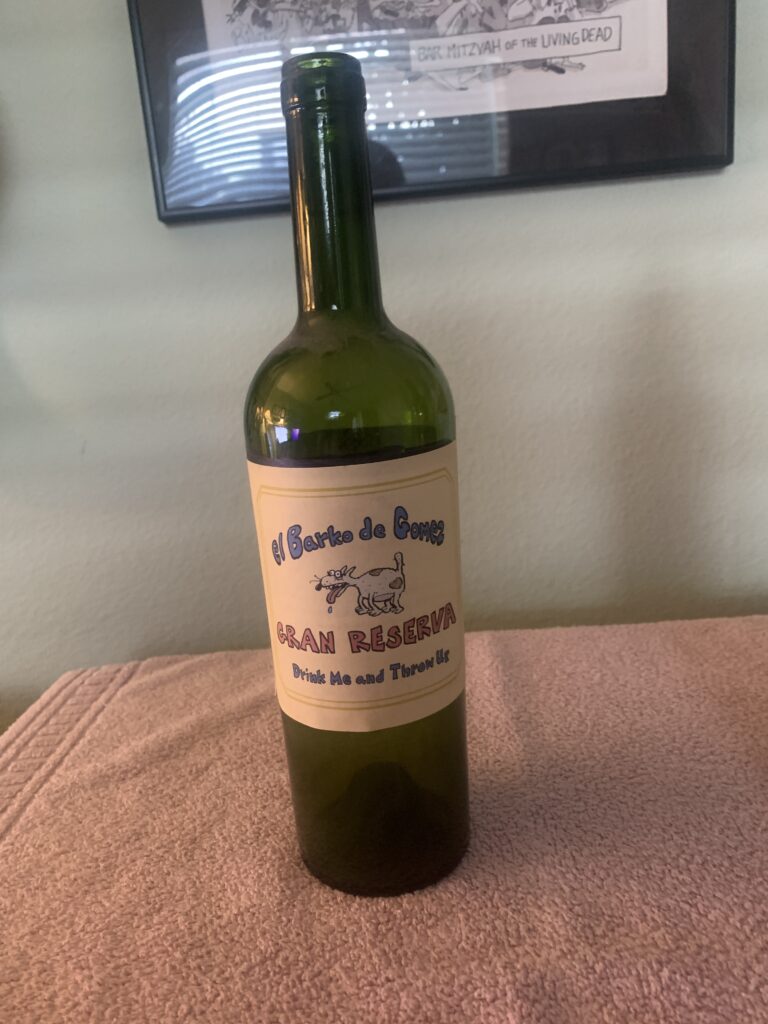 BAR MITZVAH OF THE LIVING DEAD
el Barko de Gomez
GRAN RESERVA
Drink Me and Throw Up